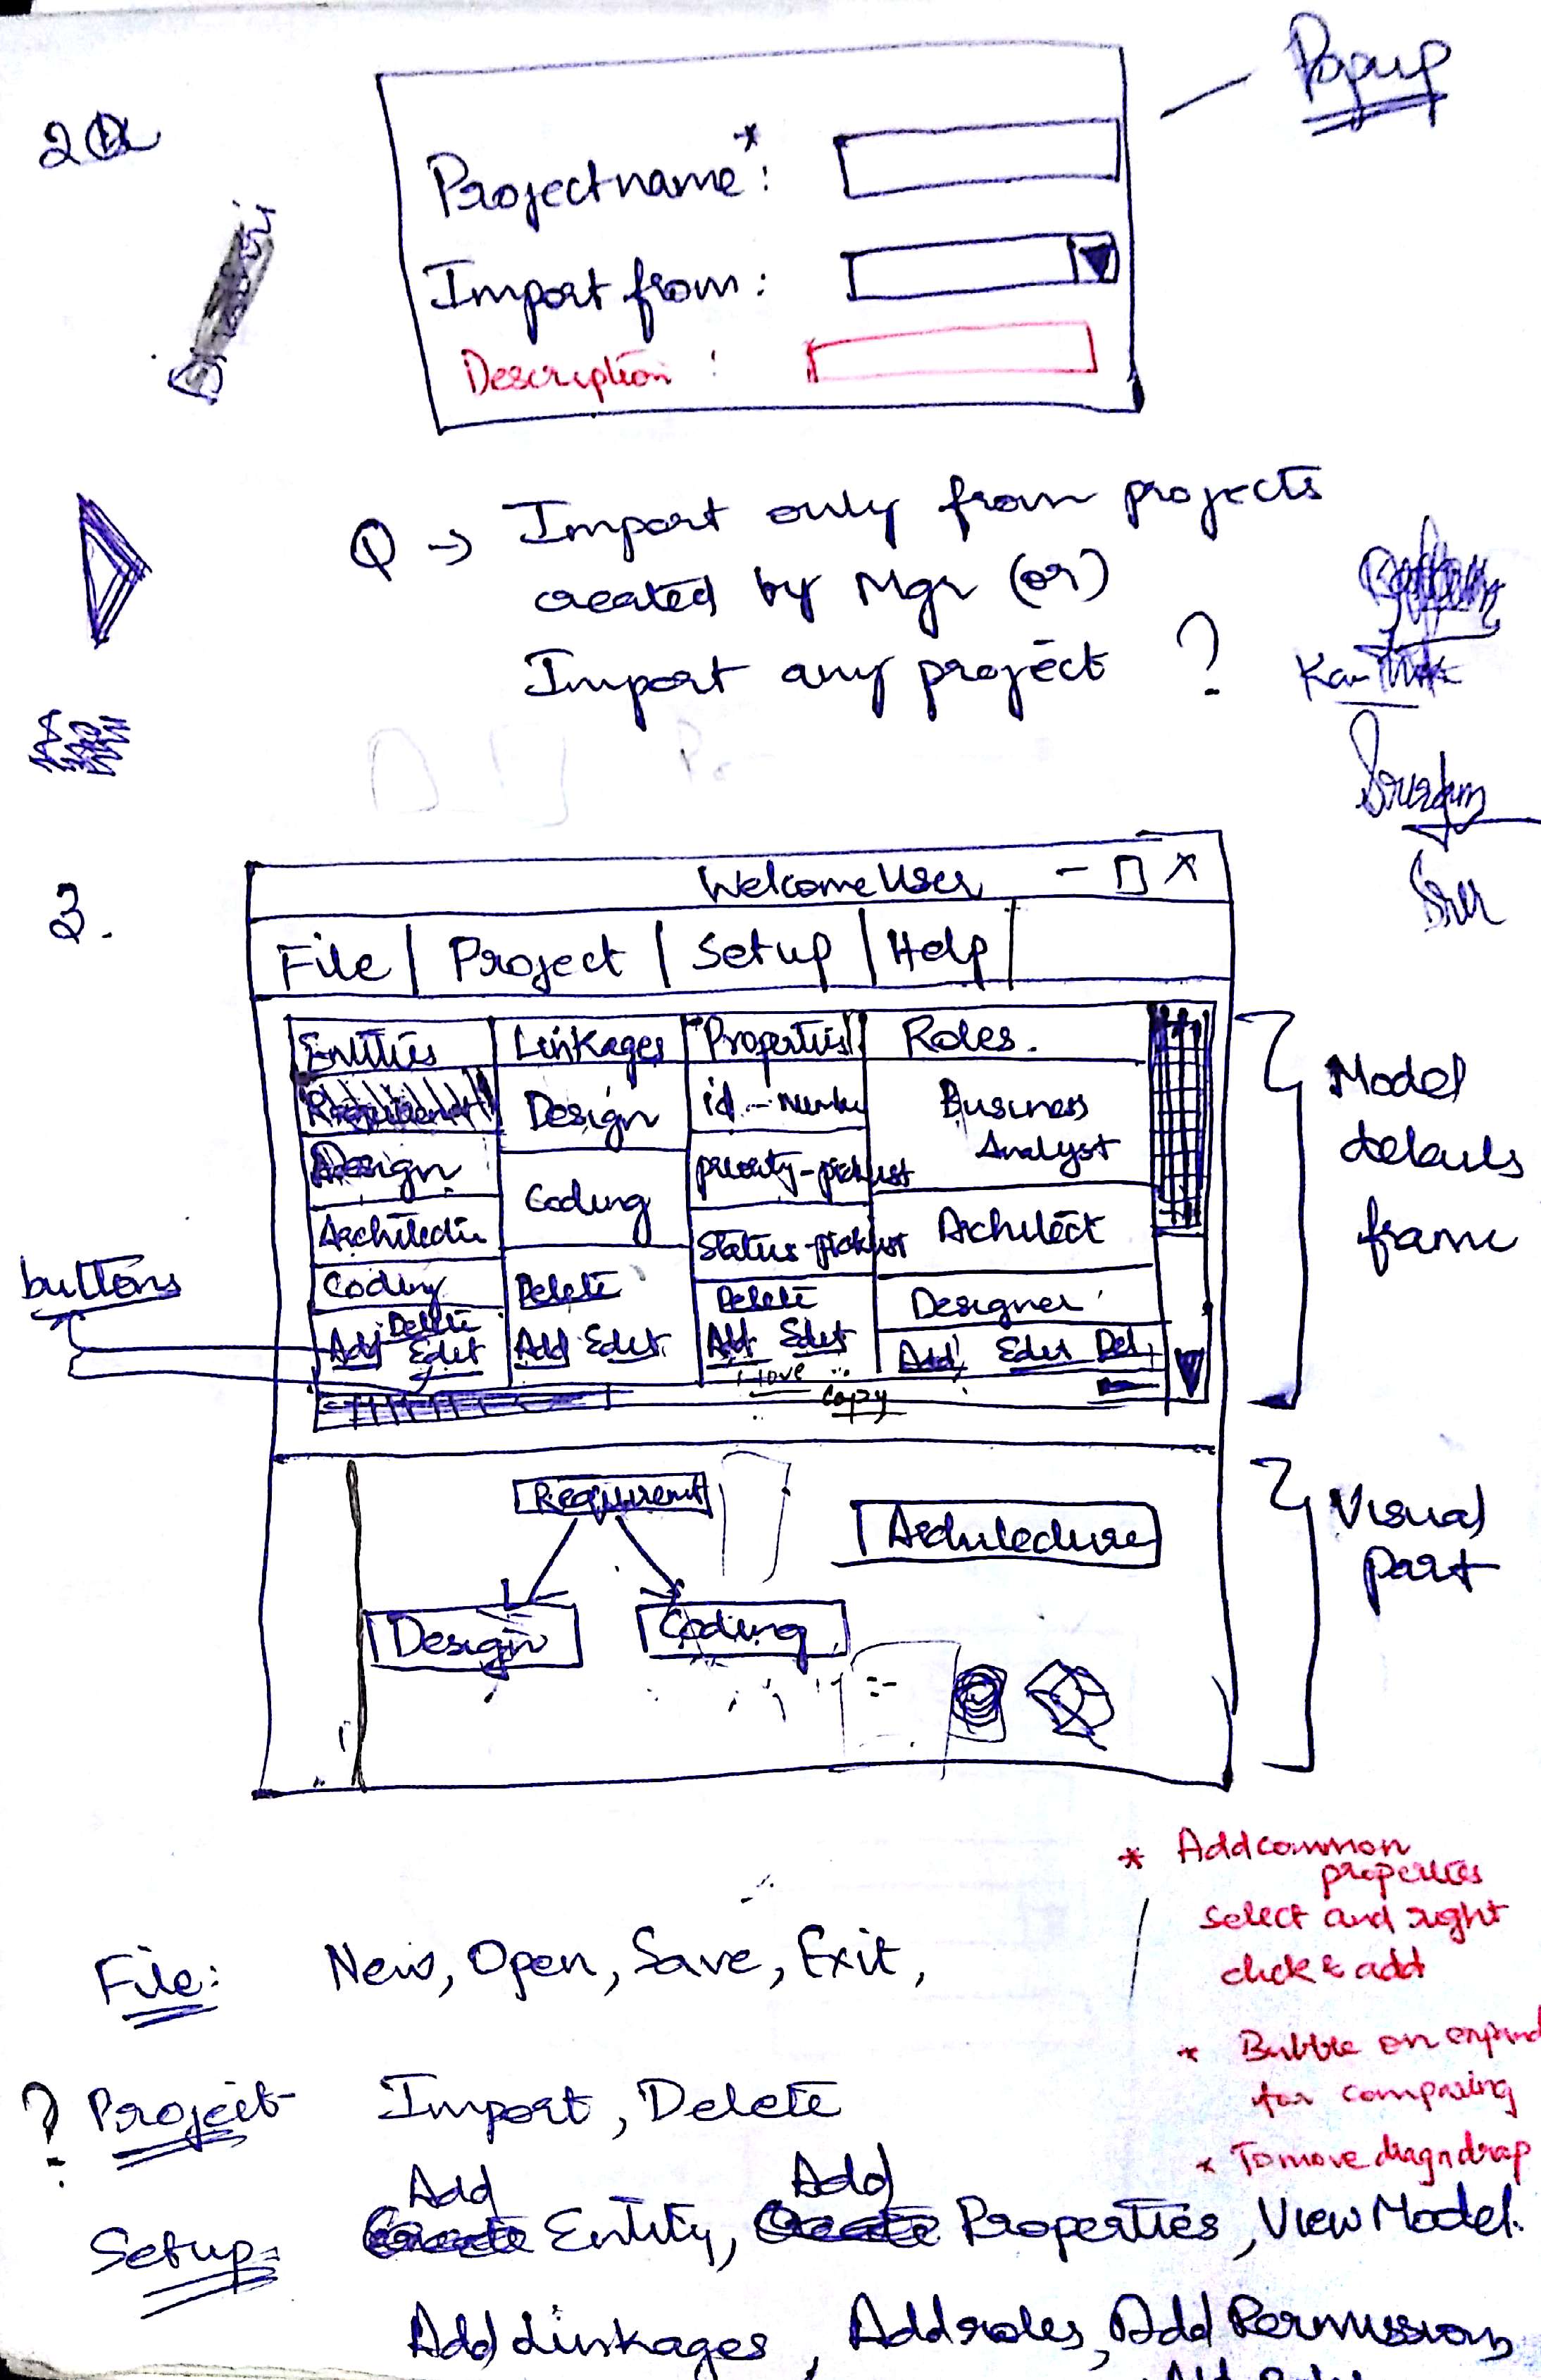 2a
Popup
Projectname*:
Import from:
Description :
Q → Import only from projects
created by Mgr (or)
Import any project ?
3.
Welcome User - X
File | Project | Setup | Help
Entities Linkages Properties Roles.
Requirement Design id - Number Business Analyst
Design Coding priority-picklist Architect
Coding Status-picklist Designer
Delete Delete Delete
Add Edit Add Edit Add Edit Add Edit Del
Move
Copy
buttons
Model
details
frame
Requirement
Architecture
Design Coding
Visual
part
* Add common
properties
select and right
click & add
File: New, Open, Save, Exit,
* Bubble on expand
for comparing
? Project- Import, Delete
* To move drag n drop
Add Add
Setup= Create Entity, Create Properties, View Model.
Add Linkages, Add roles, Add Permissions